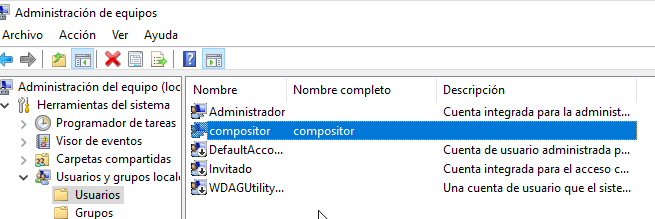 Administración de equipos
Archivo Acción Ver Ayuda
Administración del equipo (loc
Herramientas del sistema
Programador de tareas
Visor de eventos
Carpetas compartidas
Usuarios y grupos locale
Usuarios
Grupos
Nombre Nombre completo Descripción
Administrador Cuenta integrada para la administ...
compositor compositor
DefaultAcco... Cuenta de usuario administrada p...
Invitado Cuenta integrada para el acceso c...
WDAGUtility... Una cuenta de usuario que el siste...